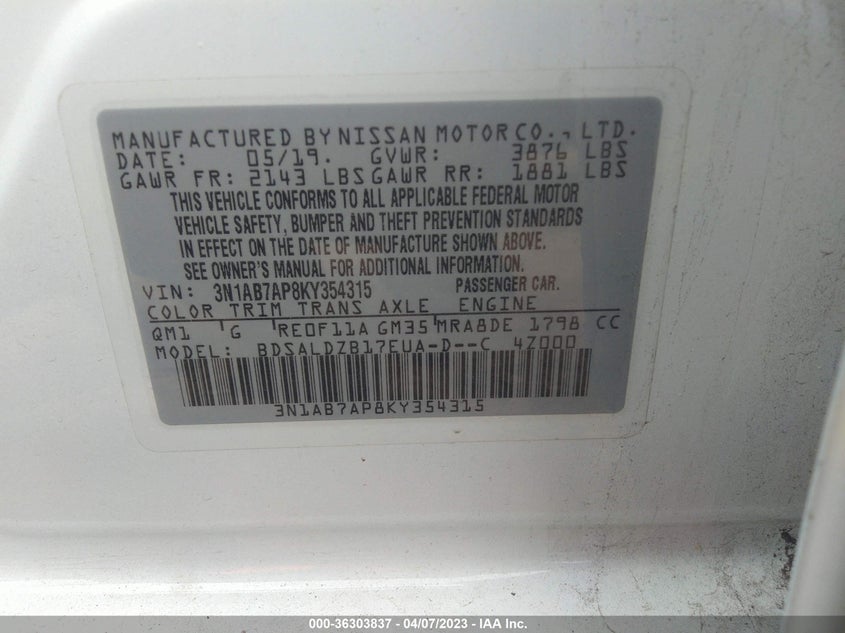 MANUFACTURED BY NISSAN MOTOR CO., LTD.
DATE: 05/19. GVWR: 3876 LBS
GAWR FR: 2143 LBS GAWR RR: 1881 LBS
THIS VEHICLE CONFORMS TO ALL APPLICABLE FEDERAL MOTOR
VEHICLE SAFETY, BUMPER AND THEFT PREVENTION STANDARDS
IN EFFECT ON THE DATE OF MANUFACTURE SHOWN ABOVE.
SEE OWNER'S MANUAL FOR ADDITIONAL INFORMATION.
VIN: 3N1AB7AP8KY354315 PASSENGER CAR.
COLOR TRIM TRANS AXLE ENGINE
QM1 'G 'RE0F11A GM35'MRA8DE 1798 CC
MODEL: BDSALDZB17EUA-D--C 4Z000
3N1AB7AP8KY354315
000-36303837 - 04/07/2023 - IAA Inc.